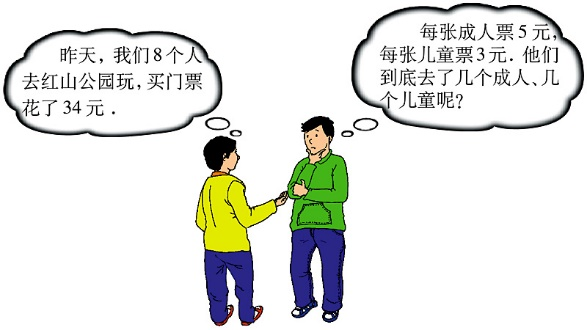 昨天，我们8个人
去红山公园玩，买门票
花了34元．
每张成人票5元，
每张儿童票3元．他们
到底去了几个成人、几
个儿童呢？